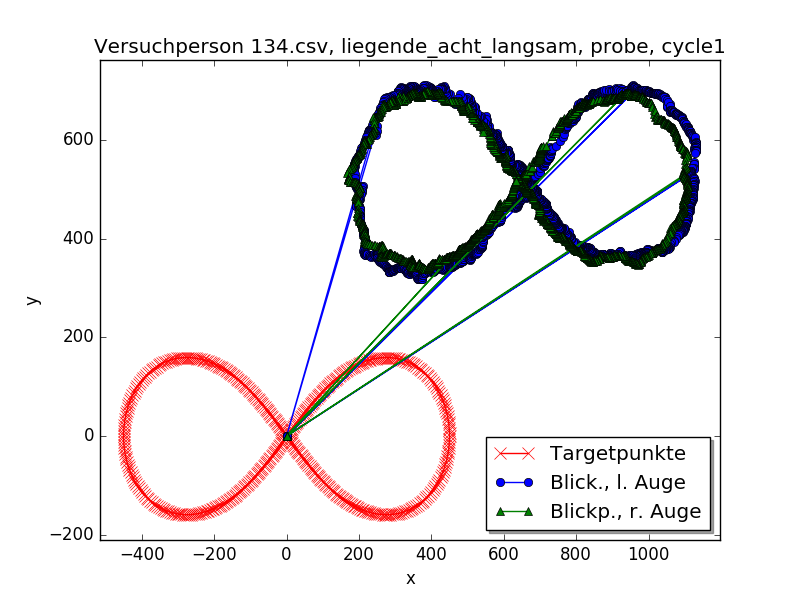 Versuchperson 134.csv, liegende_acht_langsam, probe, cycle1
y
600
400
200
0
−200
−400 −200 0 200 400 600 800 1000
x
Targetpunkte
Blick., l. Auge
Blickp., r. Auge